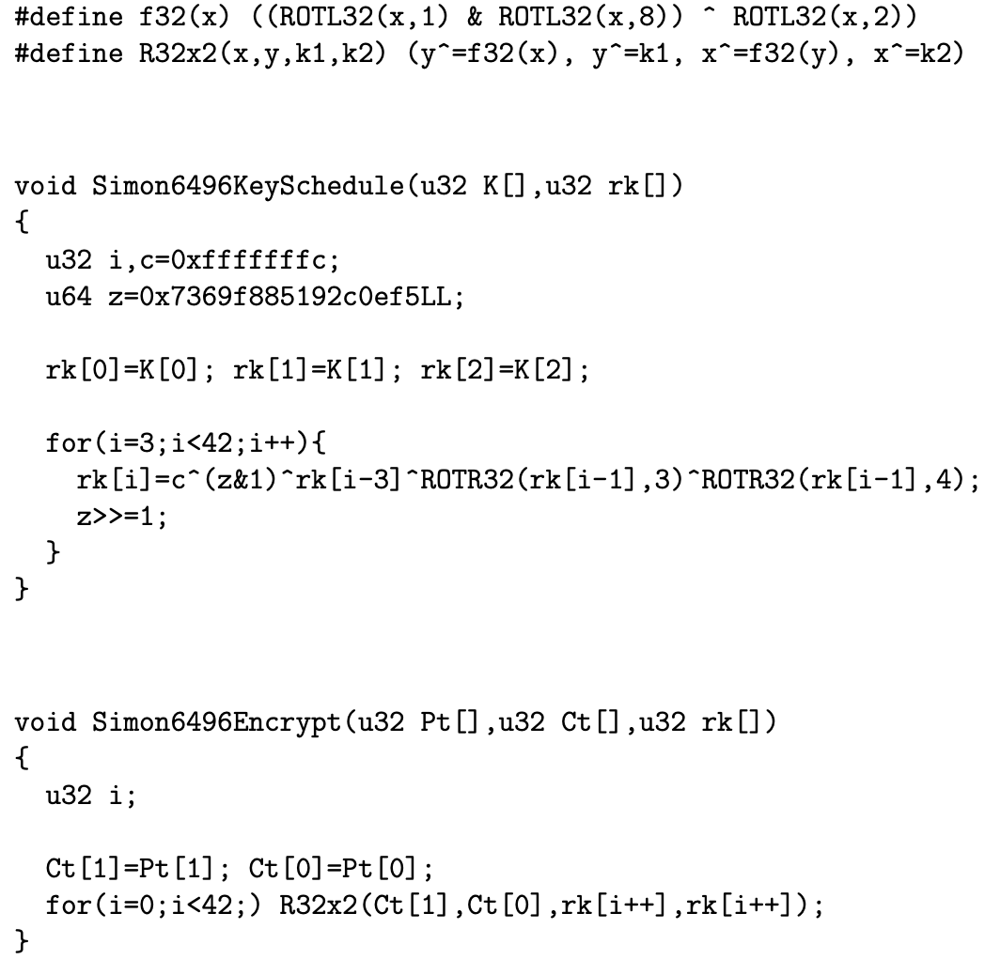 #define f32(x) ((ROTL32(x,1) & ROTL32(x,8)) ^ ROTL32(x,2))
#define R32x2(x,y,k1,k2) (y^=f32(x), y^=k1, x^=f32(y), x^=k2)
void Simon6496KeySchedule(u32 K[],u32 rk[])
{
  u32 i,c=0xfffffffc;
  u64 z=0x7369f885192c0ef5LL;
  rk[0]=K[0]; rk[1]=K[1]; rk[2]=K[2];
  for(i=3;i<42;i++){
    rk[i]=c^(z&1)^rk[i-3]^ROTR32(rk[i-1],3)^ROTR32(rk[i-1],4);
    z>>=1;
  }
}
void Simon6496Encrypt(u32 Pt[],u32 Ct[],u32 rk[])
{
  u32 i;
  Ct[1]=Pt[1]; Ct[0]=Pt[0];
  for(i=0;i<42;) R32x2(Ct[1],Ct[0],rk[i++],rk[i++]);
}